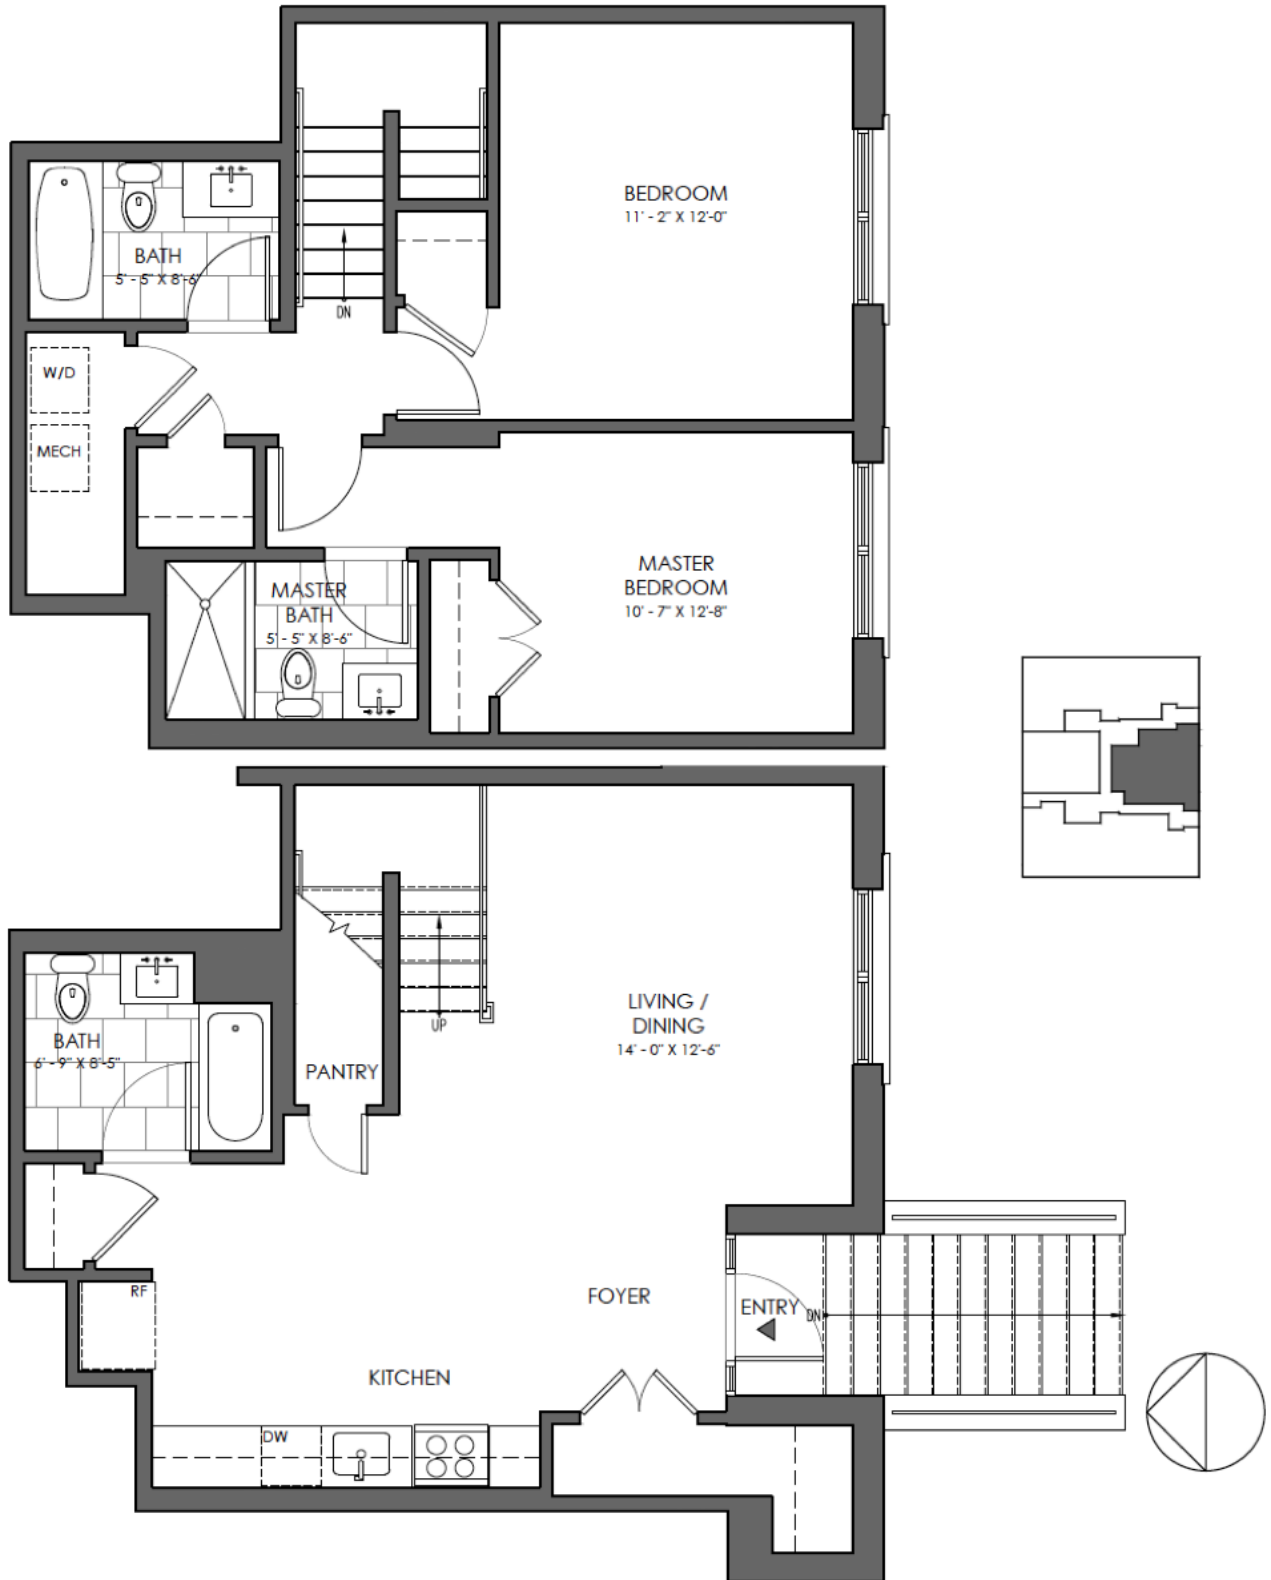 BEDROOM
11' - 2" X 12'-0"
BATH
5' - 5" X 8'-6"
DN
W/D
MECH
MASTER
BEDROOM
10' - 7" X 12'-8"
MASTER
BATH
5' - 5" X 8'-6"
LIVING /
DINING
14' - 0" X 12'-6"
UP
BATH
6' - 9" X 8'-5"
PANTRY
RF
FOYER
ENTRY
DN
KITCHEN
DW